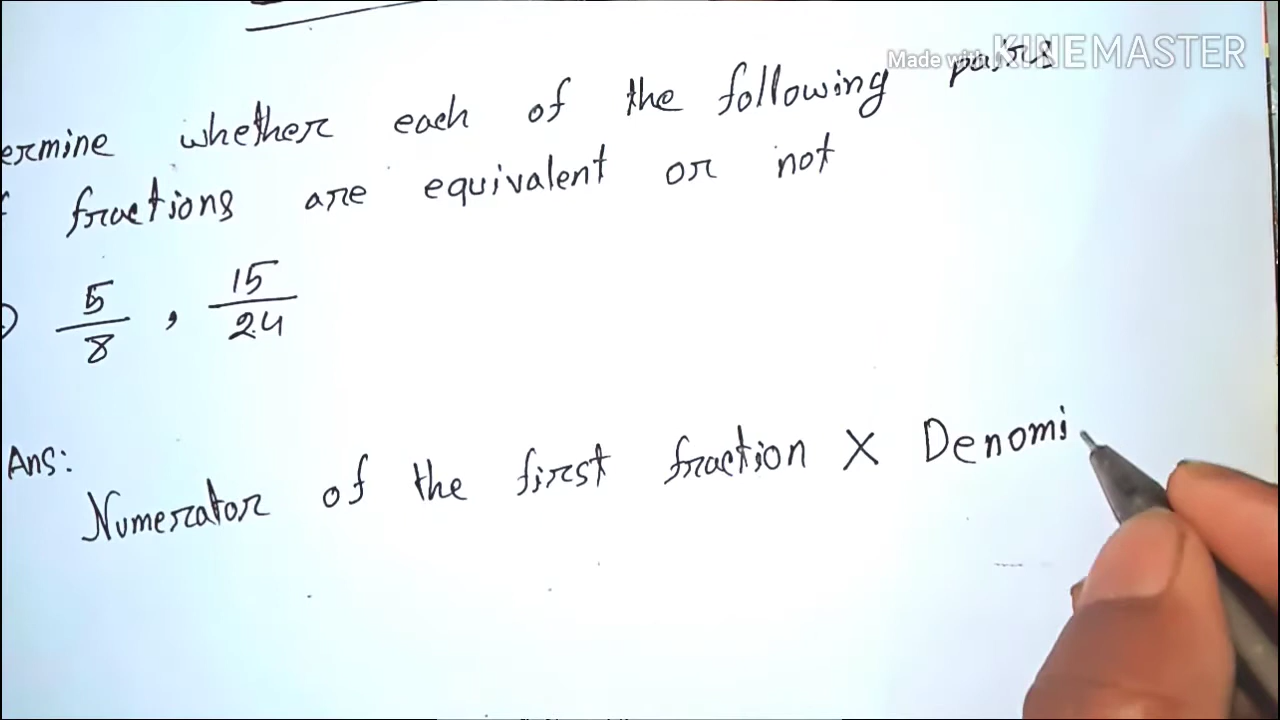 Made with KINEMASTER
ermine whether each of the following pairs
f fractions are equivalent or not
5/8 , 15/24
Ans:
Numerator of the first fraction X Denomi